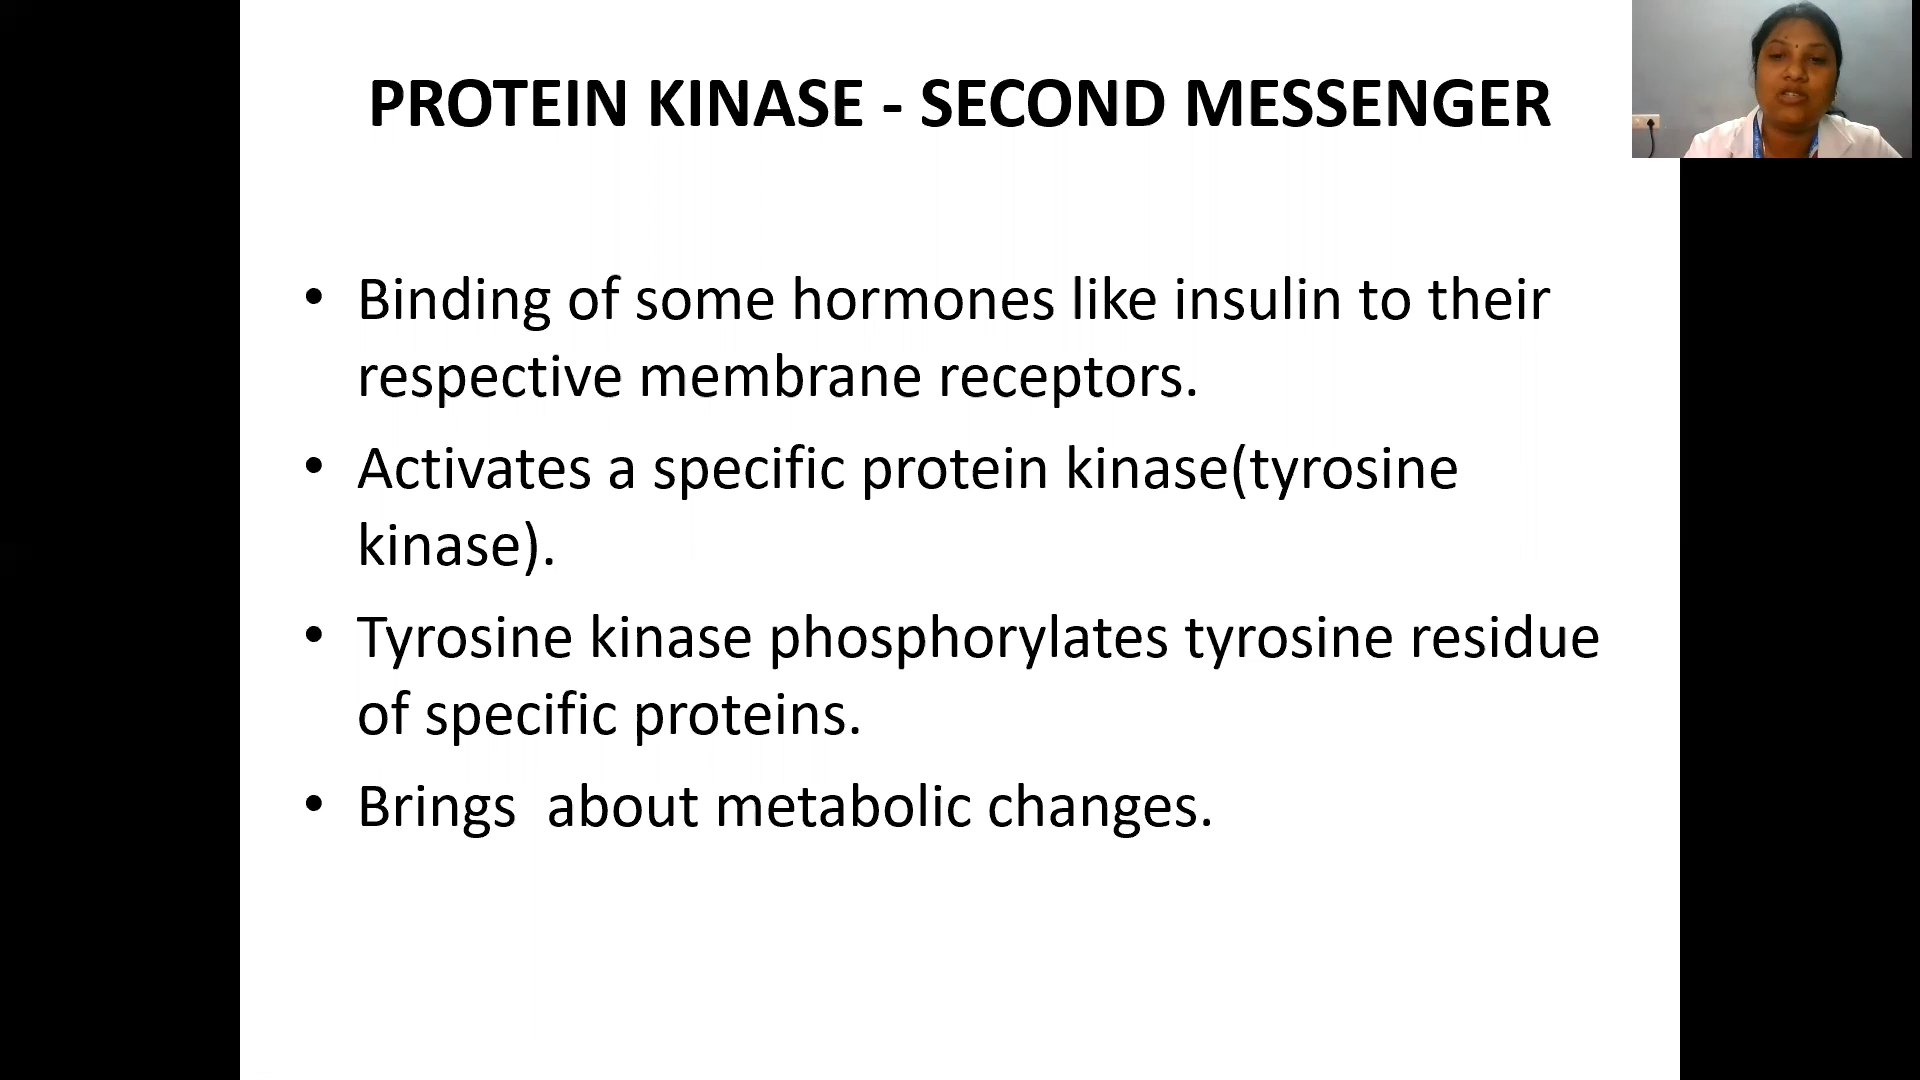 PROTEIN KINASE - SECOND MESSENGER
• Binding of some hormones like insulin to their
respective membrane receptors.
• Activates a specific protein kinase(tyrosine
kinase).
• Tyrosine kinase phosphorylates tyrosine residue
of specific proteins.
• Brings  about metabolic changes.